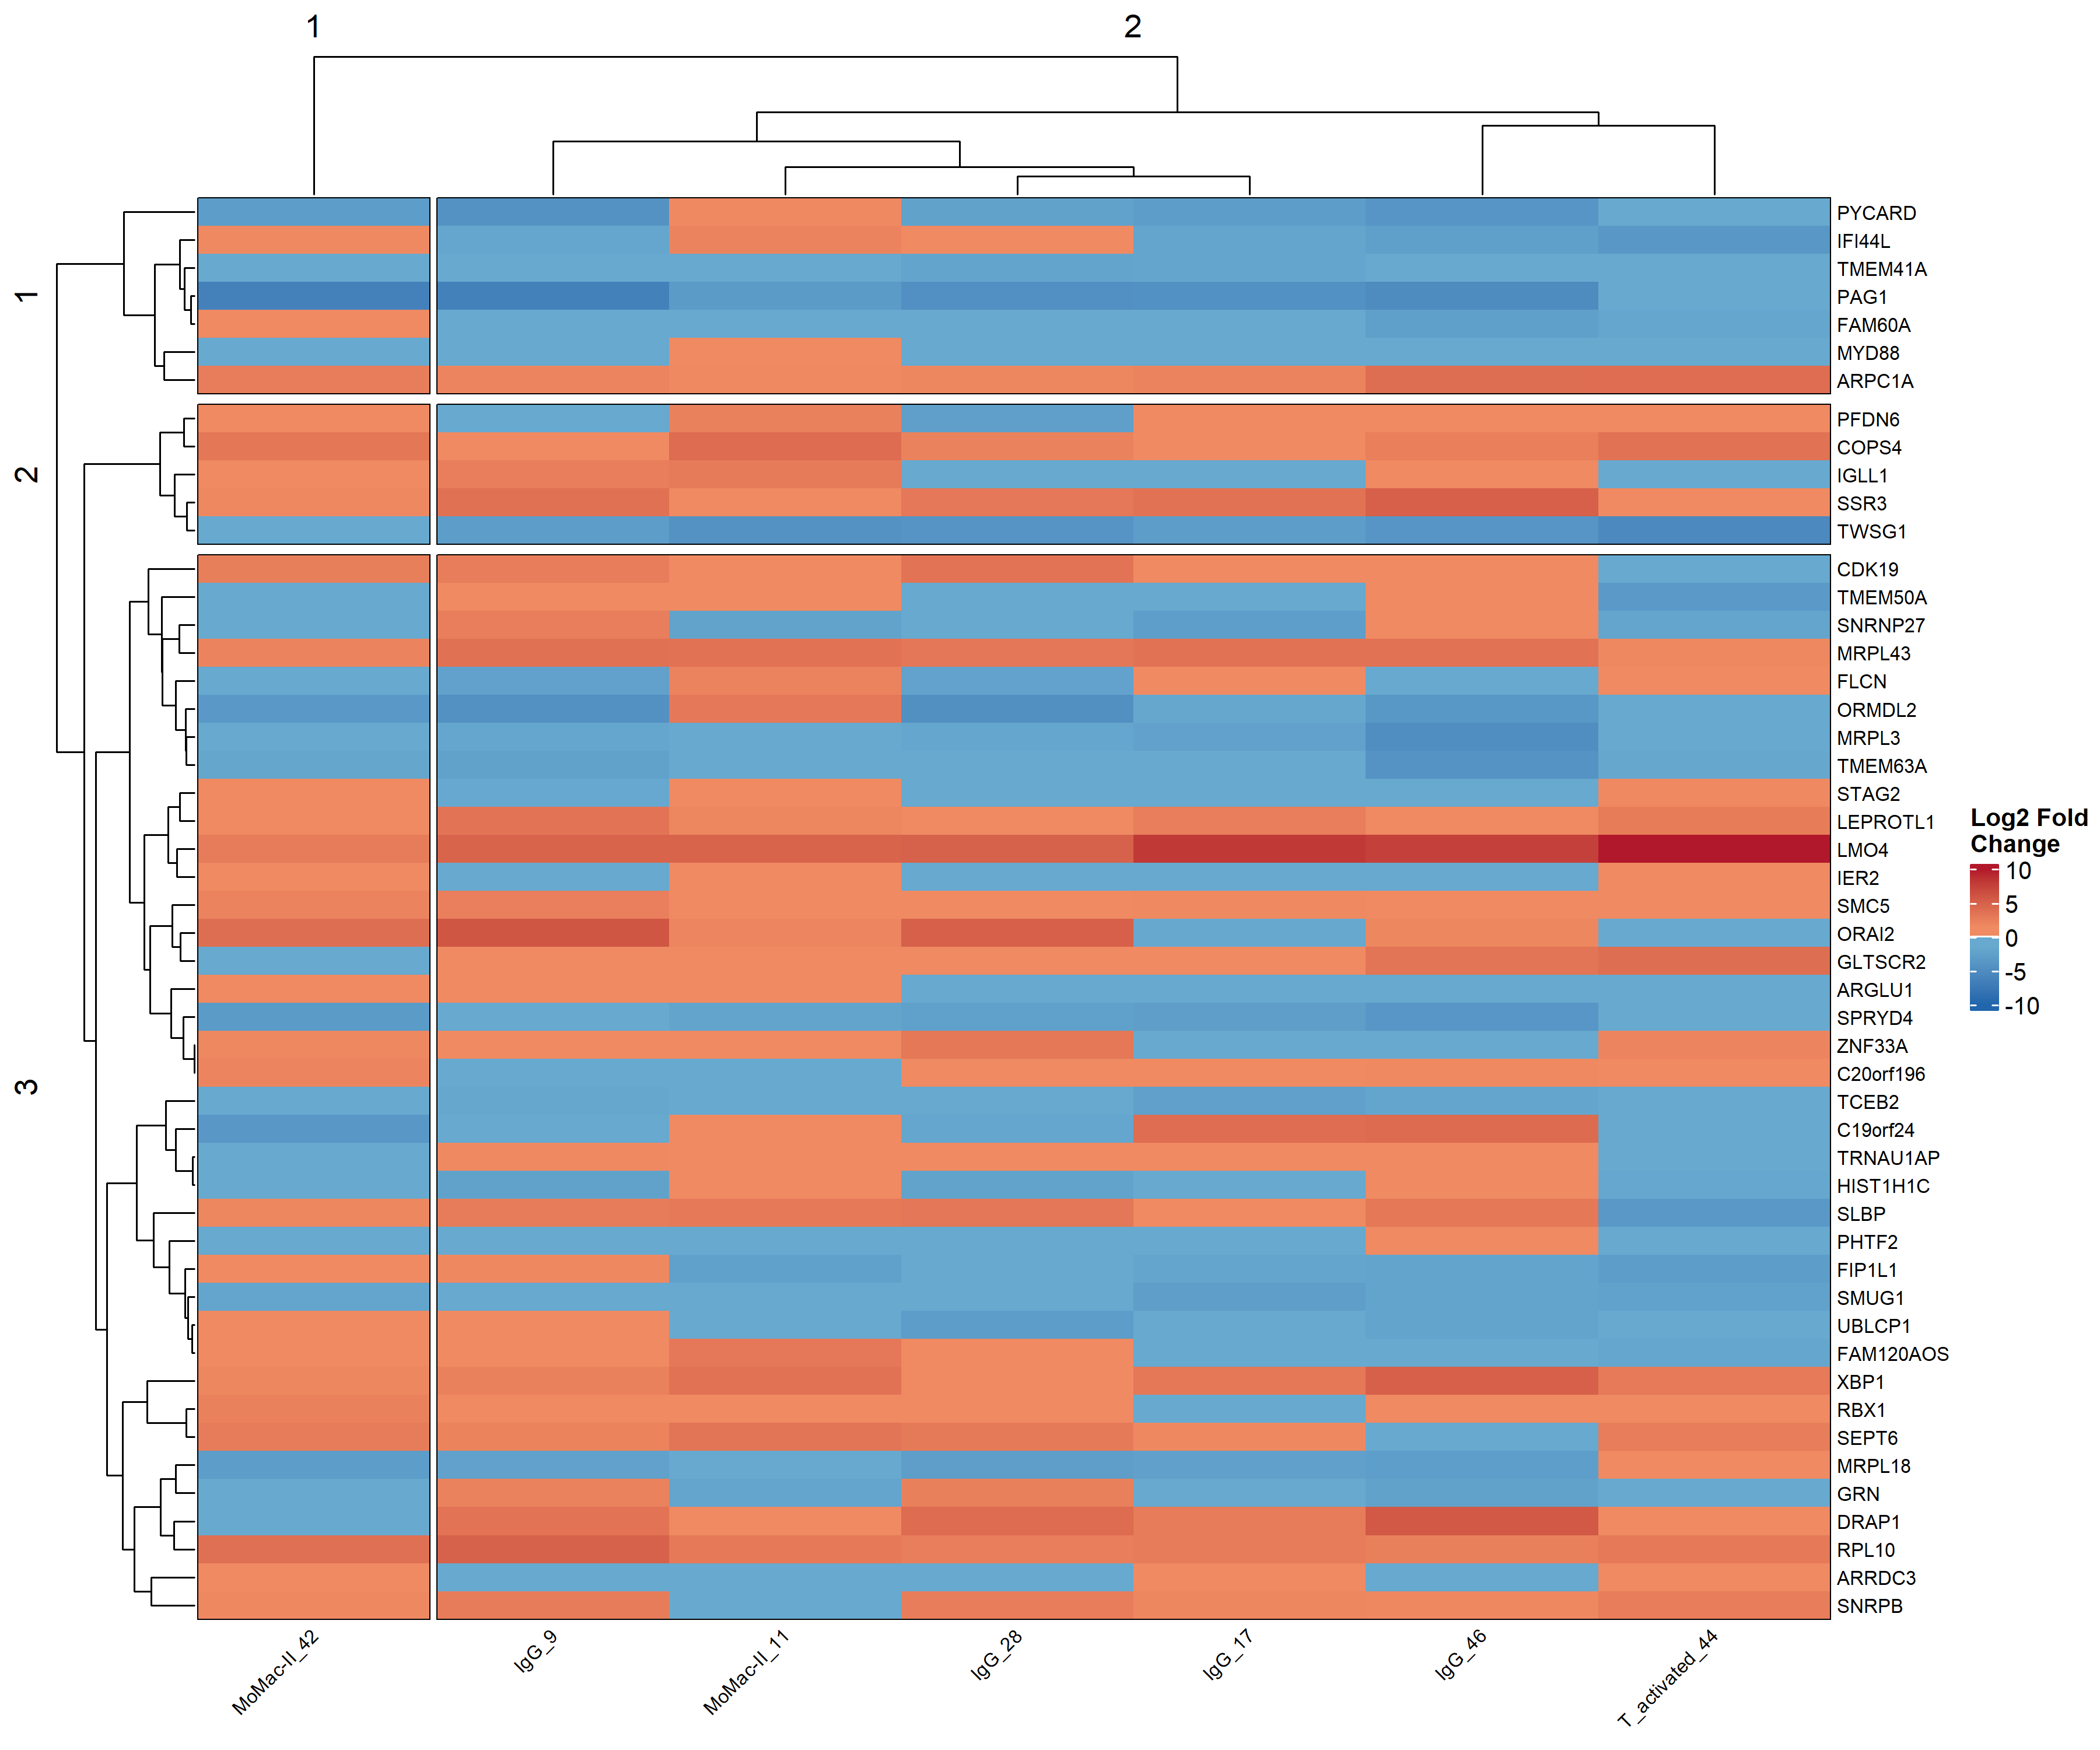 1
2
1
2
3
PYCARD
IFI44L
TMEM41A
PAG1
FAM60A
MYD88
ARPC1A
PFDN6
COPS4
IGLL1
SSR3
TWSG1
CDK19
TMEM50A
SNRNP27
MRPL43
FLCN
ORMDL2
MRPL3
TMEM63A
STAG2
LEPROTL1
LMO4
IER2
SMC5
ORAI2
GLTSCR2
ARGLU1
SPRYD4
ZNF33A
C20orf196
TCEB2
C19orf24
TRNAU1AP
HIST1H1C
SLBP
PHTF2
FIP1L1
SMUG1
UBLCP1
FAM120AOS
XBP1
RBX1
SEPT6
MRPL18
GRN
DRAP1
RPL10
ARRDC3
SNRPB
Log2 Fold
Change
10
5
0
-5
-10
MoMac-II_42
IgG_9
MoMac-II_11
IgG_28
IgG_17
IgG_46
T_activated_44